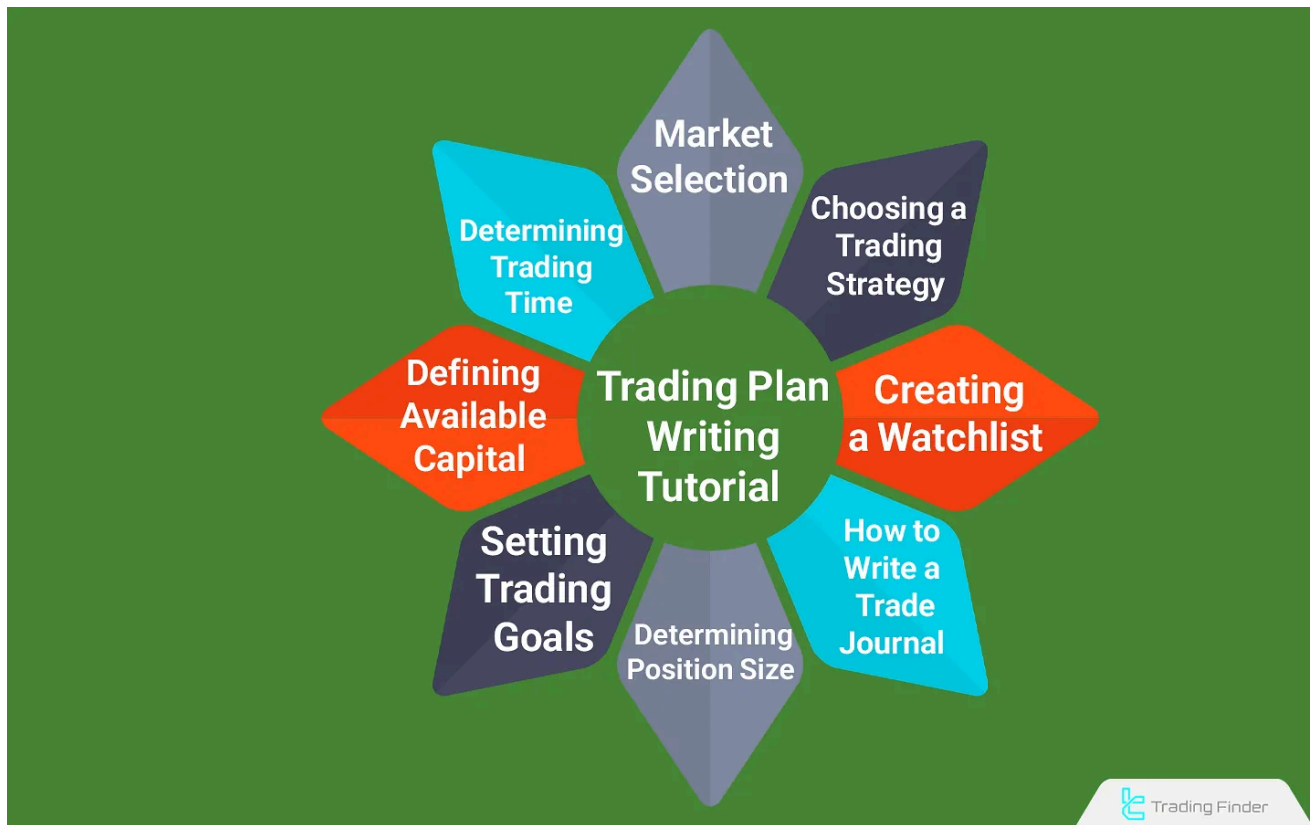 Market
Selection
Choosing a
Trading
Strategy
Creating
a Watchlist
How to
Write a
Trade
Journal
Determining
Position Size
Setting
Trading
Goals
Defining
Available
Capital
Determining
Trading
Time
Trading Plan
Writing
Tutorial
Trading Finder